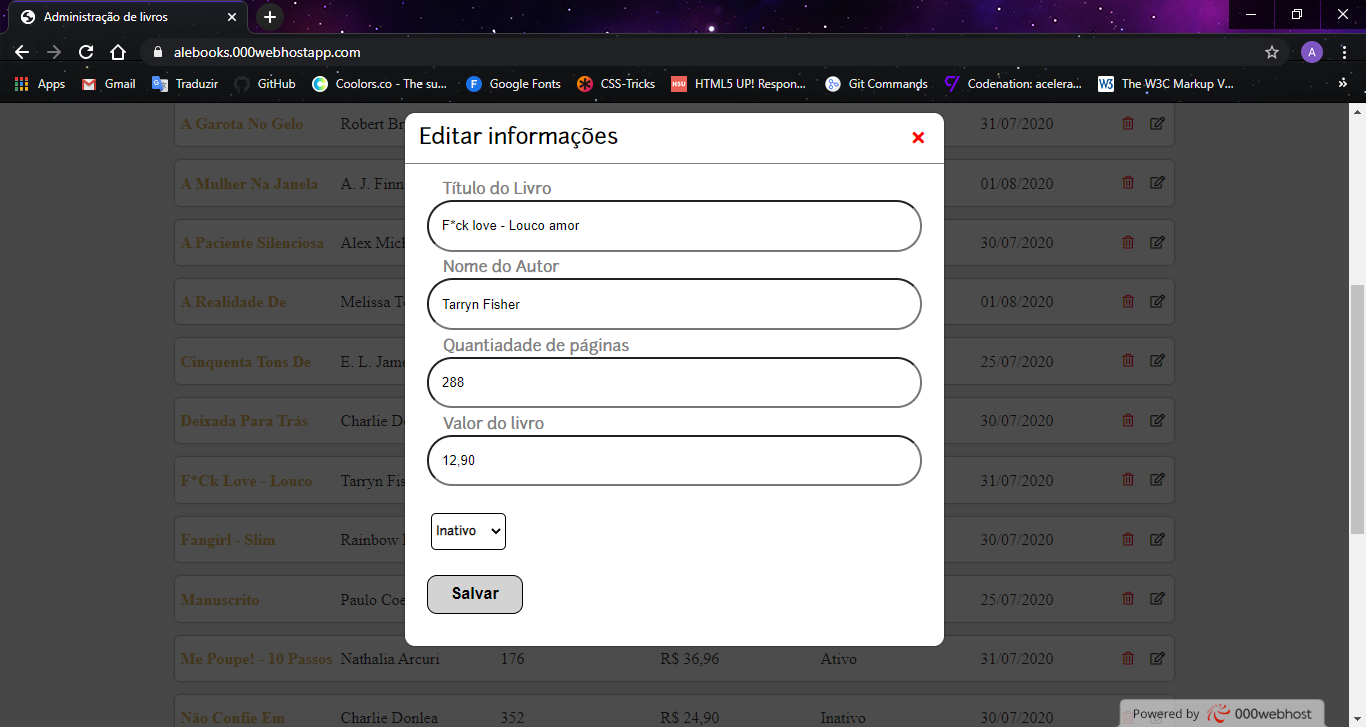 Administração de livros
alebooks.000webhostapp.com
A
Apps Gmail Traduzir GitHub Coolors.co - The su... Google Fonts CSS-Tricks HTML5 UP! Respon... Git Commands Codenation: acelera... The W3C Markup V... »
A Garota No Gelo Robert Br 31/07/2020
Editar informações
A Mulher Na Janela A. J. Finn 01/08/2020
Título do Livro
F*ck love - Louco amor
A Paciente Silenciosa Alex Mich 30/07/2020
Nome do Autor
Tarryn Fisher
A Realidade De Melissa To 01/08/2020
Quantiadade de páginas
288
Cinquenta Tons De E. L. Jame 25/07/2020
Valor do livro
12,90
Deixada Para Trás Charlie Do 30/07/2020
F*Ck Love - Louco Tarryn Fis 31/07/2020
Inativo
Fangirl - Slim Rainbow 30/07/2020
Salvar
Manuscrito Paulo Coe 25/07/2020
Me Poupe! - 10 Passos Nathalia Arcuri 176 R$ 36,96 Ativo 31/07/2020
Não Confie Em Charlie Donlea 352 R$ 24,90 Inativo 30/07/2020
Powered by 000webhost